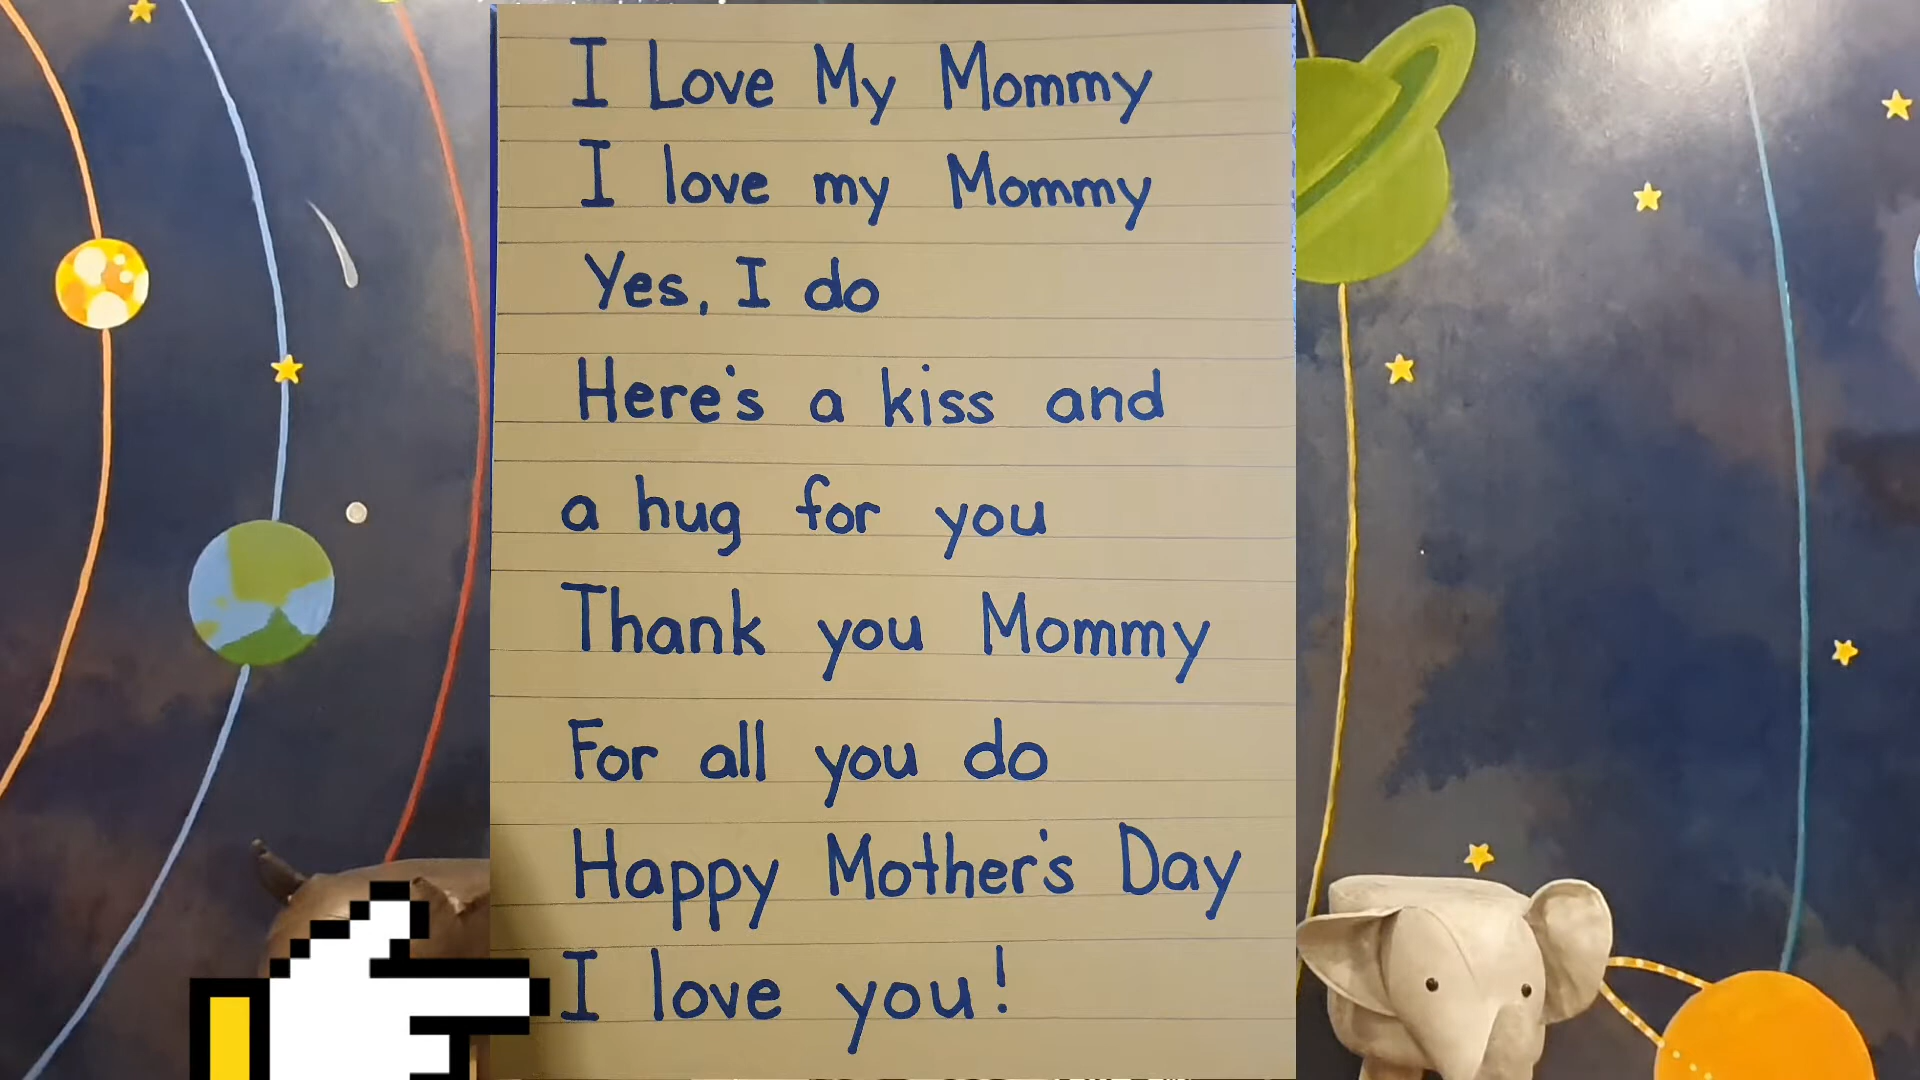 I Love My Mommy
I love my Mommy
Yes, I do
Here's a kiss and
a hug for you
Thank you Mommy
For all you do
Happy Mother's Day
I love you!